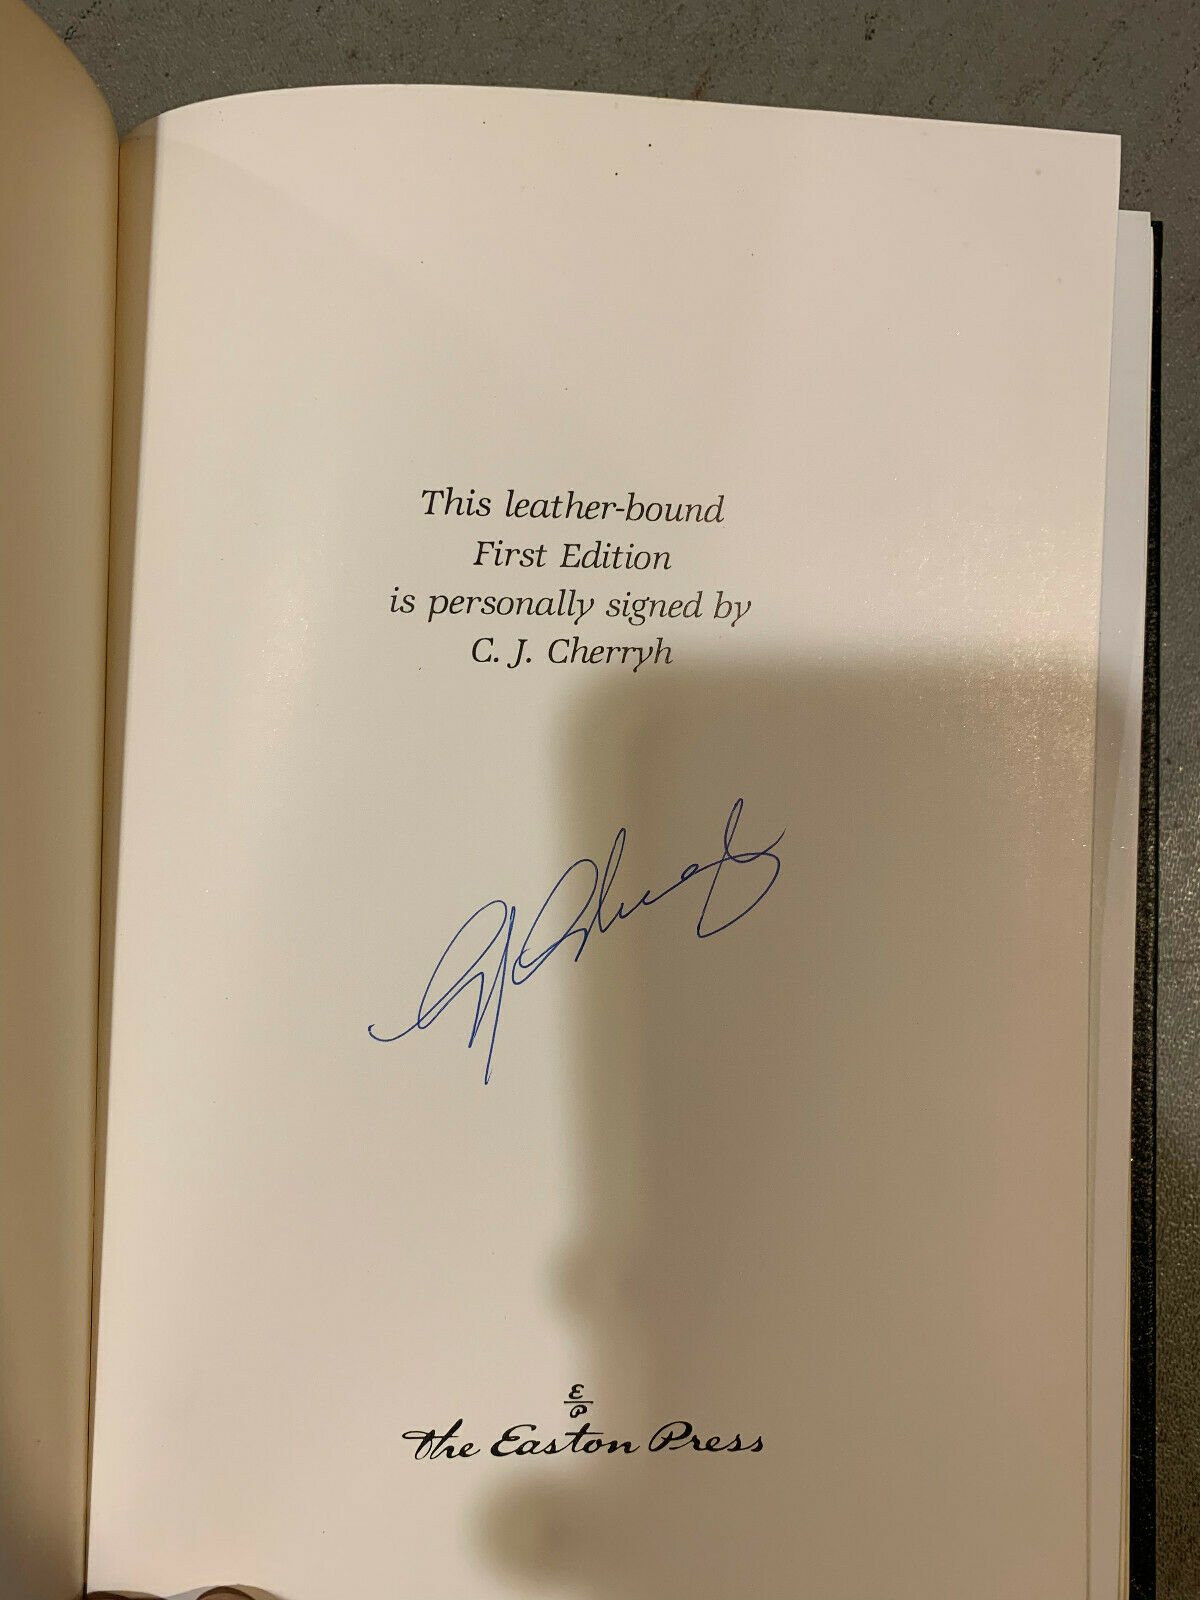 This leather-bound
First Edition
is personally signed by
C. J. Cherryh
E
P
The Easton Press